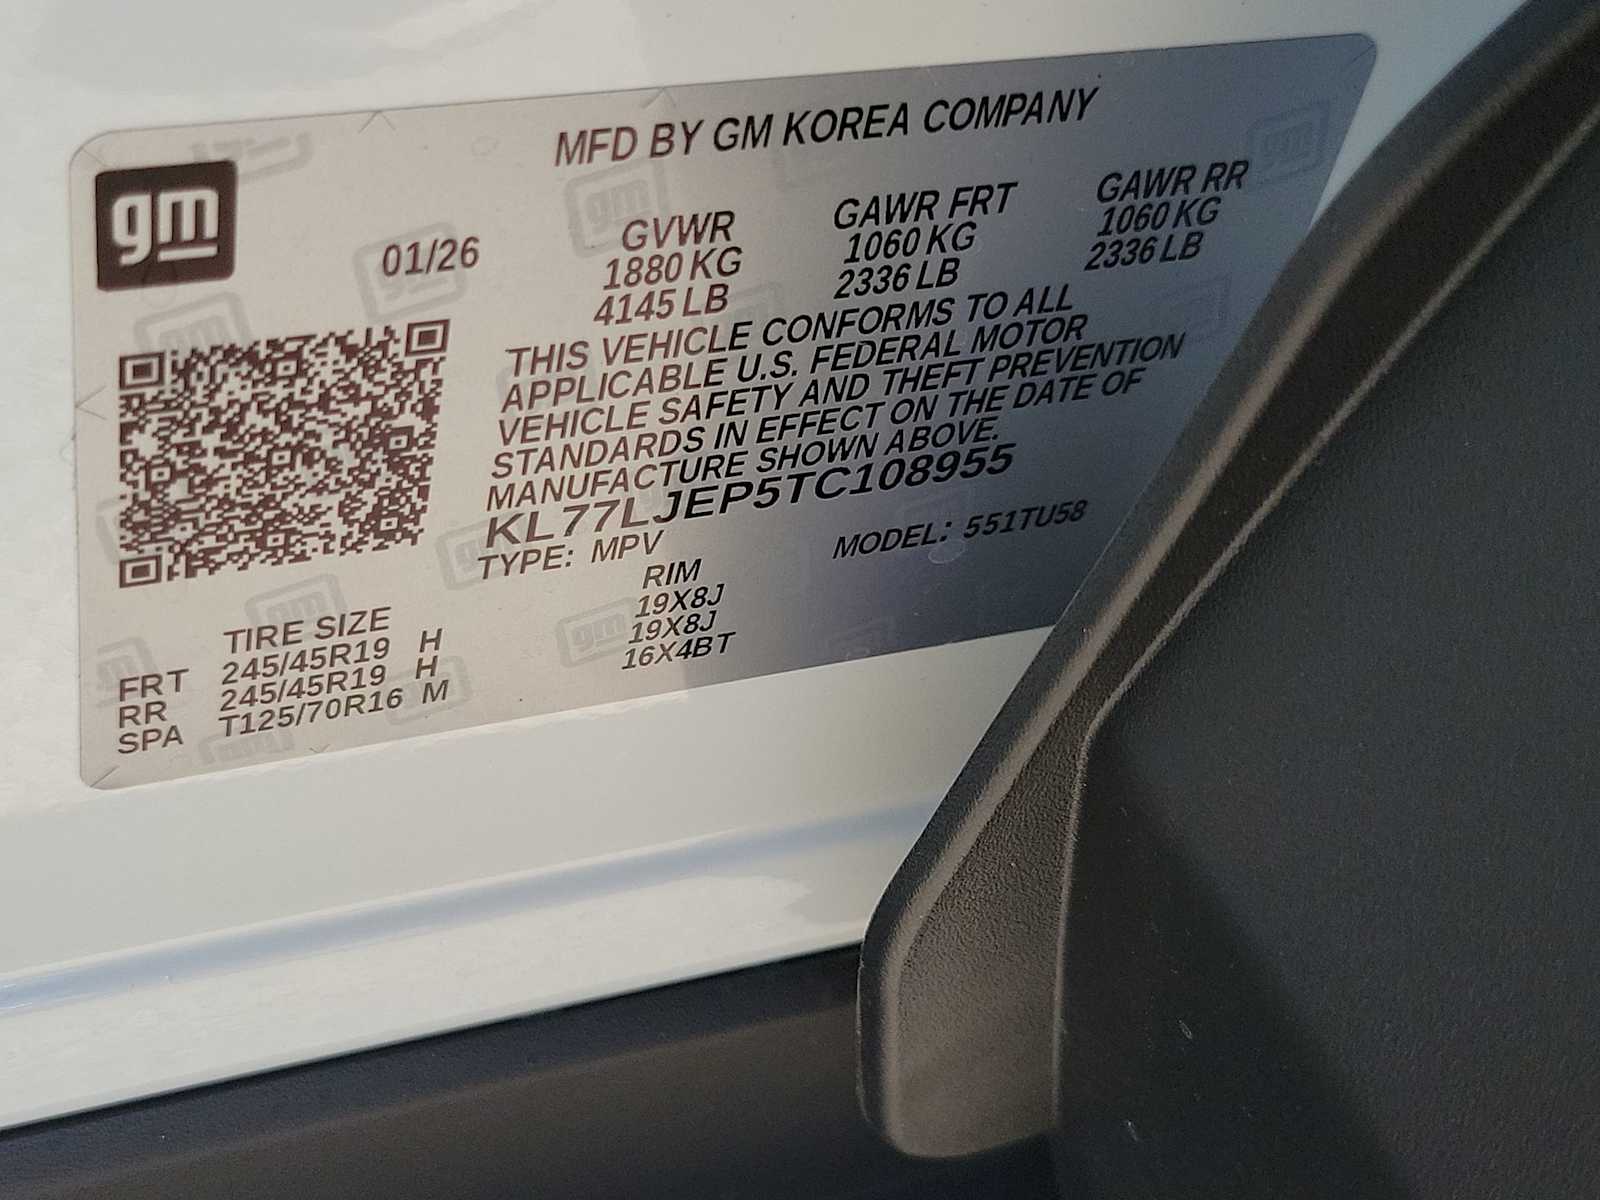 MFD BY GM KOREA COMPANY
gm
01/26
GVWR GAWR FRT GAWR RR
1880 KG 1060 KG 1060 KG
4145 LB 2336 LB 2336 LB
THIS VEHICLE CONFORMS TO ALL
APPLICABLE U.S. FEDERAL MOTOR
VEHICLE SAFETY AND THEFT PREVENTION
STANDARDS IN EFFECT ON THE DATE OF
MANUFACTURE SHOWN ABOVE.
KL77LJEP5TC108955
TYPE: MPV MODEL: 551TU58
TIRE SIZE RIM
FRT 245/45R19 H 19X8J
RR 245/45R19 H 19X8J
SPA T125/70R16 M 16X4BT